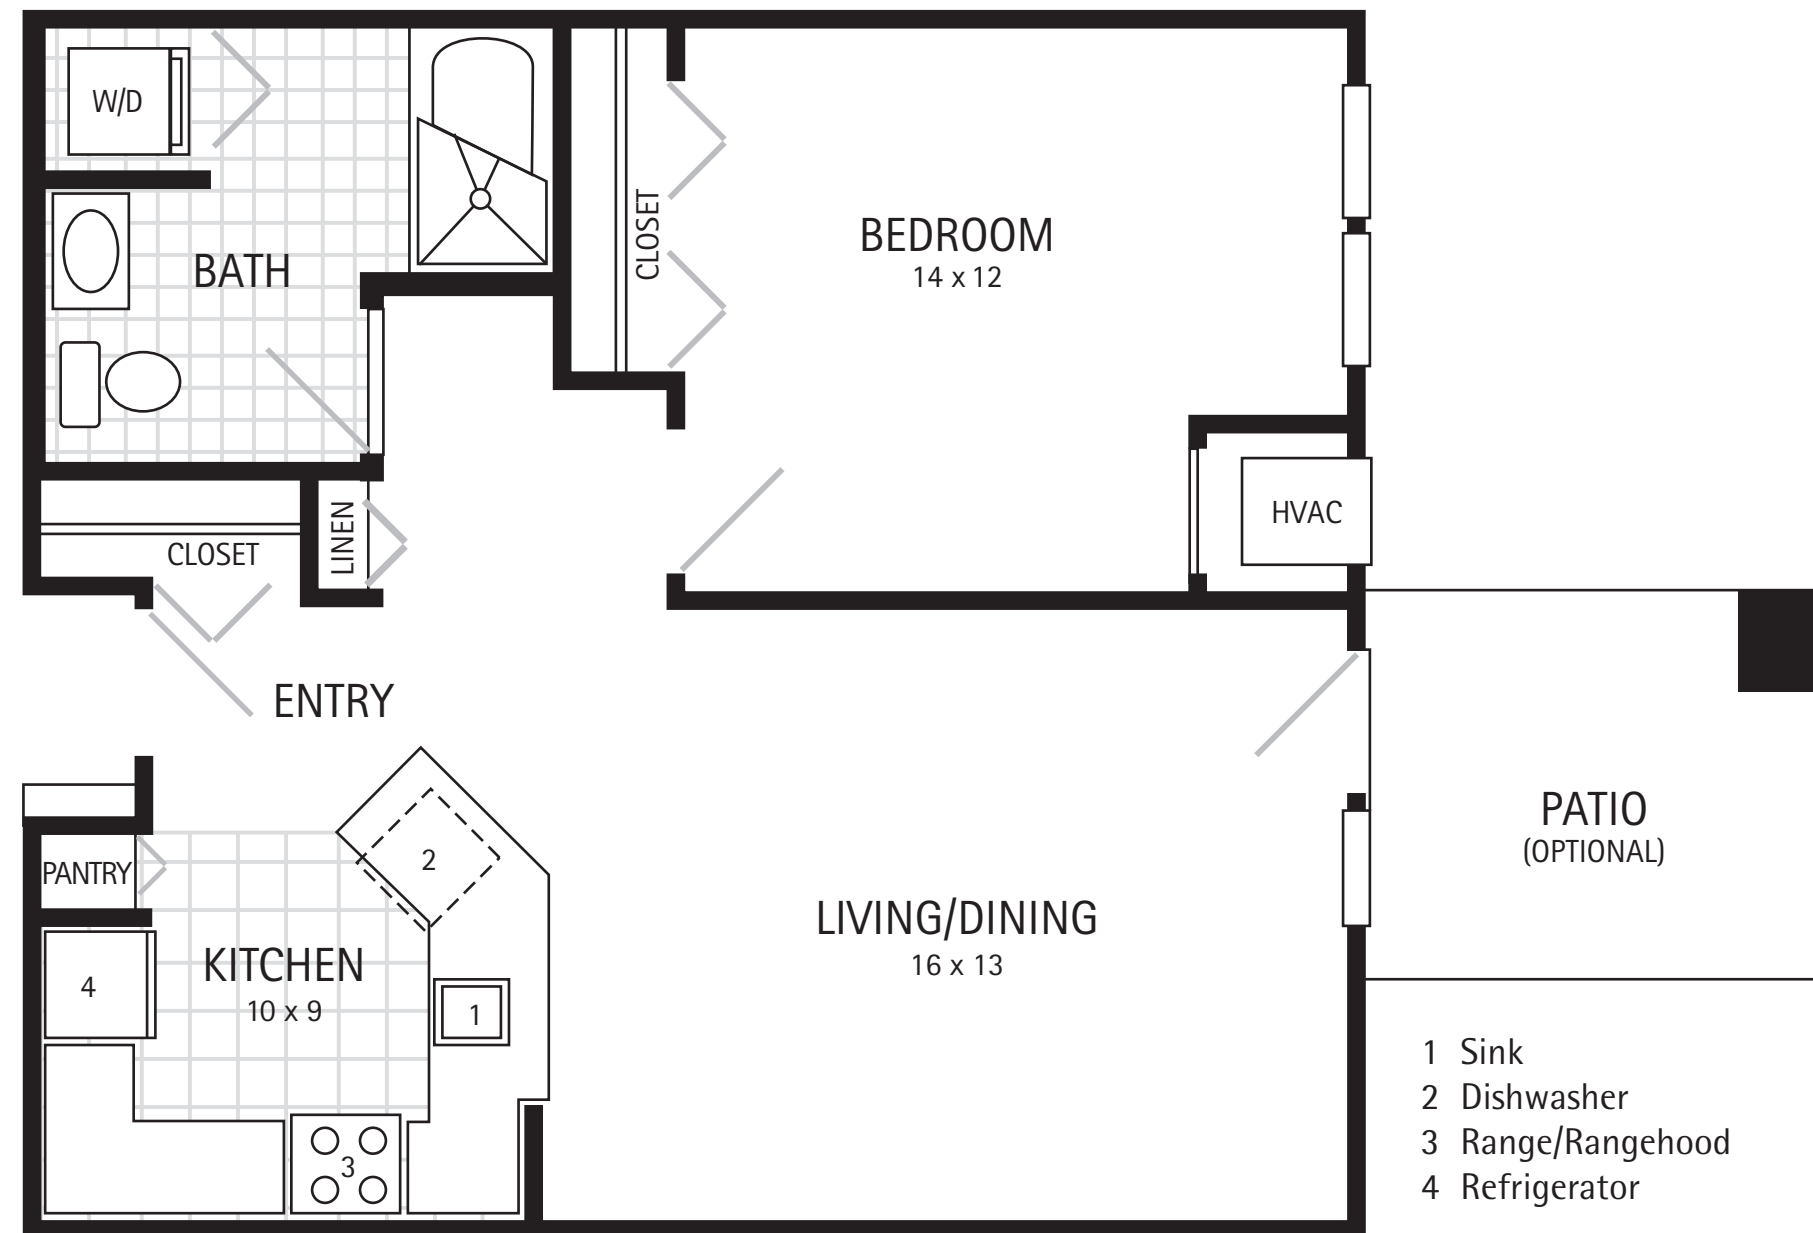 W/D
BATH
CLOSET
BEDROOM
14 x 12
HVAC
LINEN
CLOSET
ENTRY
PANTRY
2
KITCHEN
10 x 9
4
1
3
LIVING/DINING
16 x 13
PATIO
(OPTIONAL)
1 Sink
2 Dishwasher
3 Range/Rangehood
4 Refrigerator